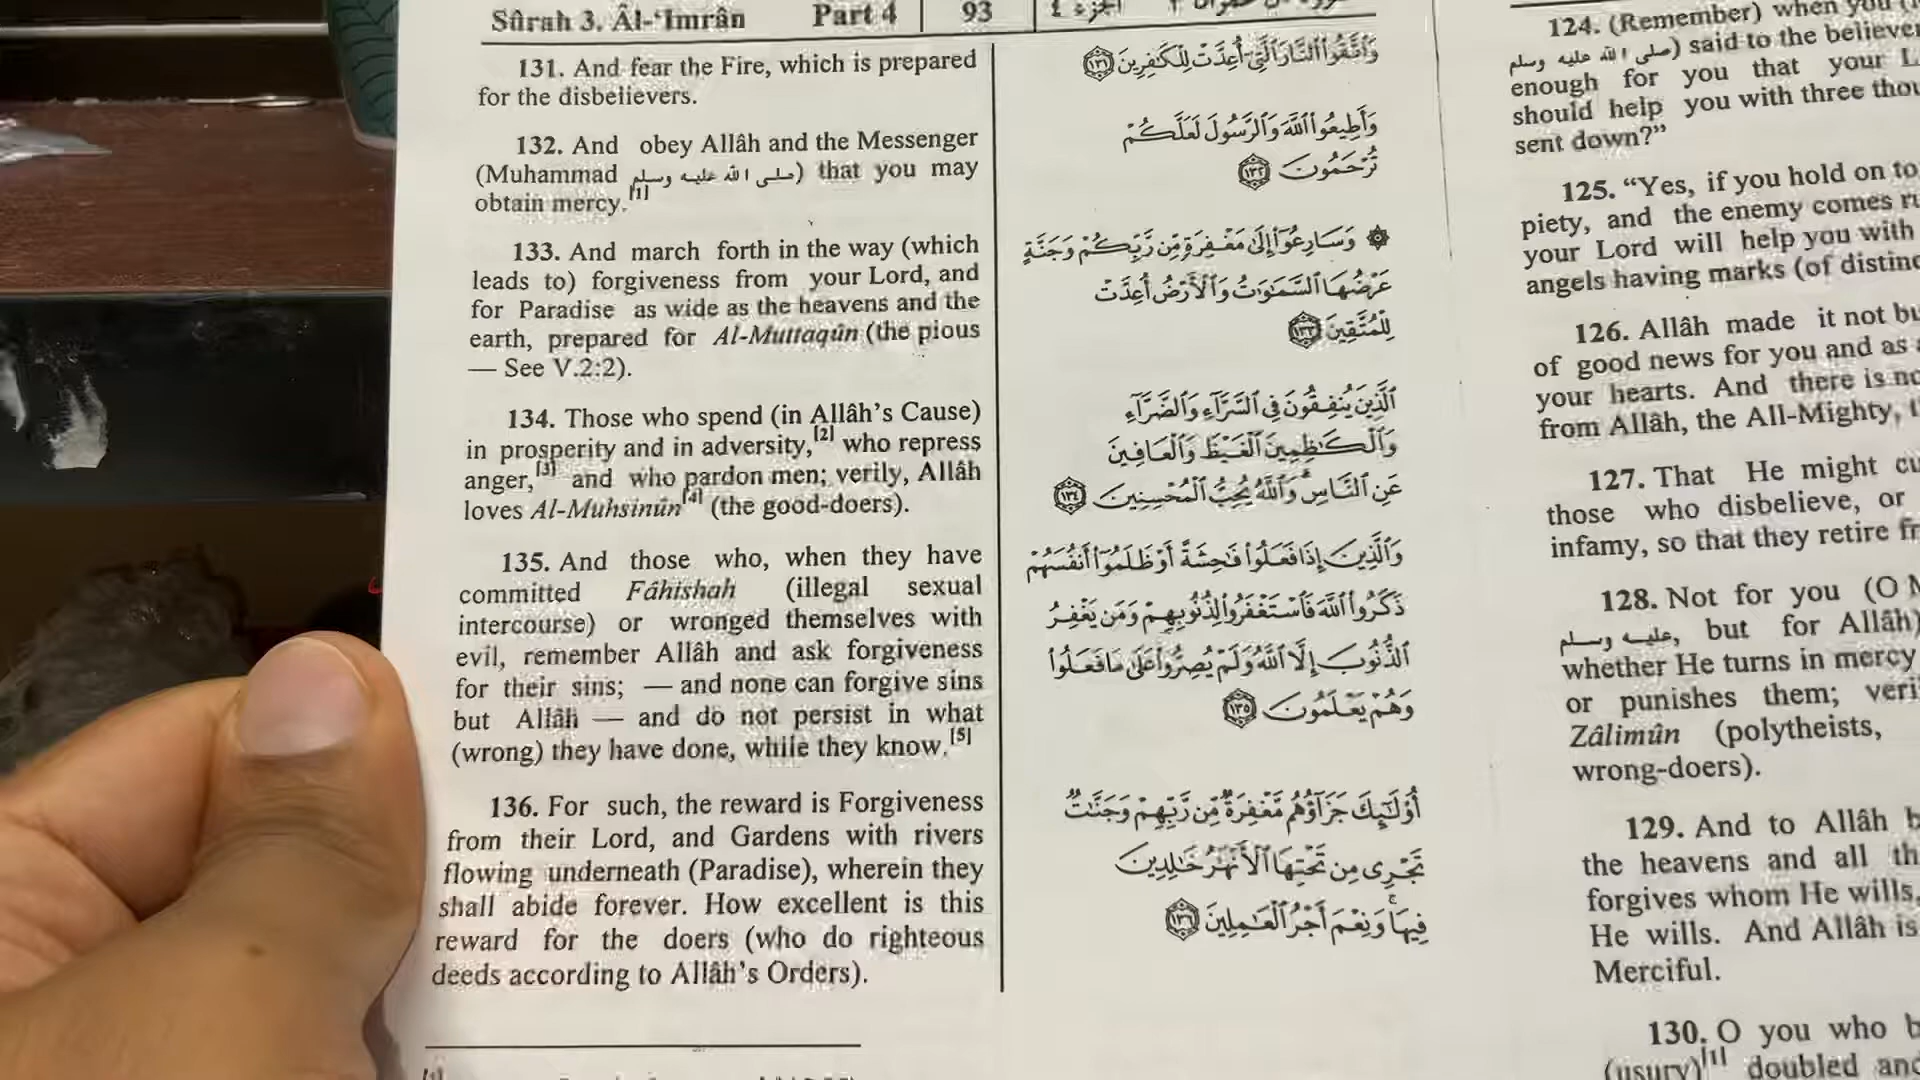 Sûrah 3. Âl-‘Imrân Part 4 93 الجزء ٤
131. And fear the Fire, which is prepared
for the disbelievers.
132. And obey Allâh and the Messenger
(Muhammad صلى الله عليه وسلم) that you may
obtain mercy.[1]
133. And march forth in the way (which
leads to) forgiveness from your Lord, and
for Paradise as wide as the heavens and the
earth, prepared for Al-Muttaqûn (the pious
— See V.2:2).
134. Those who spend (in Allâh’s Cause)
in prosperity and in adversity,[2] who repress
anger,[3] and who pardon men; verily, Allâh
loves Al-Muhsinûn[4] (the good-doers).
135. And those who, when they have
committed Fâhishah (illegal sexual
intercourse) or wronged themselves with
evil, remember Allâh and ask forgiveness
for their sins; — and none can forgive sins
but Allâh — and do not persist in what
(wrong) they have done, while they know.[5]
136. For such, the reward is Forgiveness
from their Lord, and Gardens with rivers
flowing underneath (Paradise), wherein they
shall abide forever. How excellent is this
reward for the doers (who do righteous
deeds according to Allâh’s Orders).
[1]
وَٱتَّقُوا۟ ٱلنَّارَ ٱلَّتِىٓ أُعِدَّتْ لِلْكَـٰفِرِينَ ١٣١
وَأَطِيعُوا۟ ٱللَّهَ وَٱلرَّسُولَ لَعَلَّكُمْ
تُرْحَمُونَ ١٣٢
۞ وَسَارِعُوٓا۟ إِلَىٰ مَغْفِرَةٍ مِّن رَّبِّكُمْ وَجَنَّةٍ
عَرْضُهَا ٱلسَّمَـٰوَٰتُ وَٱلْأَرْضُ أُعِدَّتْ
لِلْمُتَّقِينَ ١٣٣
ٱلَّذِينَ يُنفِقُونَ فِى ٱلسَّرَّآءِ وَٱلضَّرَّآءِ
وَٱلْكَـٰظِمِينَ ٱلْغَيْظَ وَٱلْعَافِينَ
عَنِ ٱلنَّاسِ ۗ وَٱللَّهُ يُحِبُّ ٱلْمُحْسِنِينَ ١٣٤
وَٱلَّذِينَ إِذَا فَعَلُوا۟ فَـٰحِشَةً أَوْ ظَلَمُوٓا۟ أَنفُسَهُمْ
ذَكَرُوا۟ ٱللَّهَ فَٱسْتَغْفَرُوا۟ لِذُنُوبِهِمْ وَمَن يَغْفِرُ
ٱلذُّنُوبَ إِلَّا ٱللَّهُ وَلَمْ يُصِرُّوا۟ عَلَىٰ مَا فَعَلُوا۟
وَهُمْ يَعْلَمُونَ ١٣٥
أُو۟لَـٰٓئِكَ جَزَآؤُهُم مَّغْفِرَةٌ مِّن رَّبِّهِمْ وَجَنَّـٰتٌ
تَجْرِى مِن تَحْتِهَا ٱلْأَنْهَـٰرُ خَـٰلِدِينَ
فِيهَا ۚ وَنِعْمَ أَجْرُ ٱلْعَـٰمِلِينَ ١٣٦
124. (Remember) when you
(صلى الله عليه وسلم) said to the
enough for you that your
should help you with three
sent down?”
125. “Yes, if you hold on to
piety, and the enemy comes
your Lord will help you with
angels having marks (of
126. Allâh made it not
of good news for you and as
your hearts. And there is
from Allâh, the All-Mighty,
127. That He might
those who disbelieve, or
infamy, so that they retire
128. Not for you (O
عليه وسلم, but for Allâh)
whether He turns in mercy
or punishes them;
Zâlimûn (polytheists,
wrong-doers).
129. And to Allâh
the heavens and all
forgives whom He wills,
He wills. And Allâh is
Merciful.
130. O you who
(usury)[1] doubled